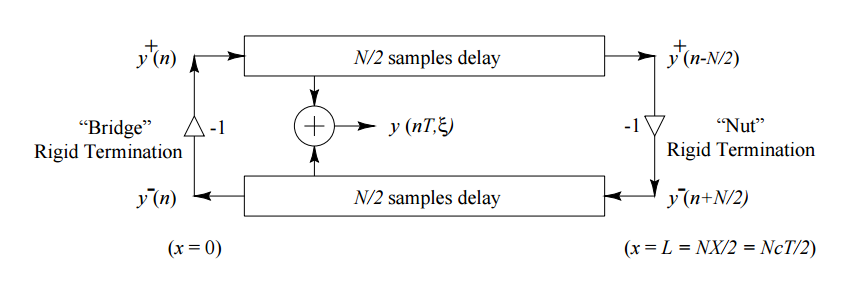 y⁺(n)
N/2 samples delay
y⁺(n-N/2)
“Bridge”
Rigid Termination
-1
+
y (nT,ξ)
-1
“Nut”
Rigid Termination
y⁻(n)
N/2 samples delay
y⁻(n+N/2)
(x = 0)
(x = L = NX/2 = NcT/2)